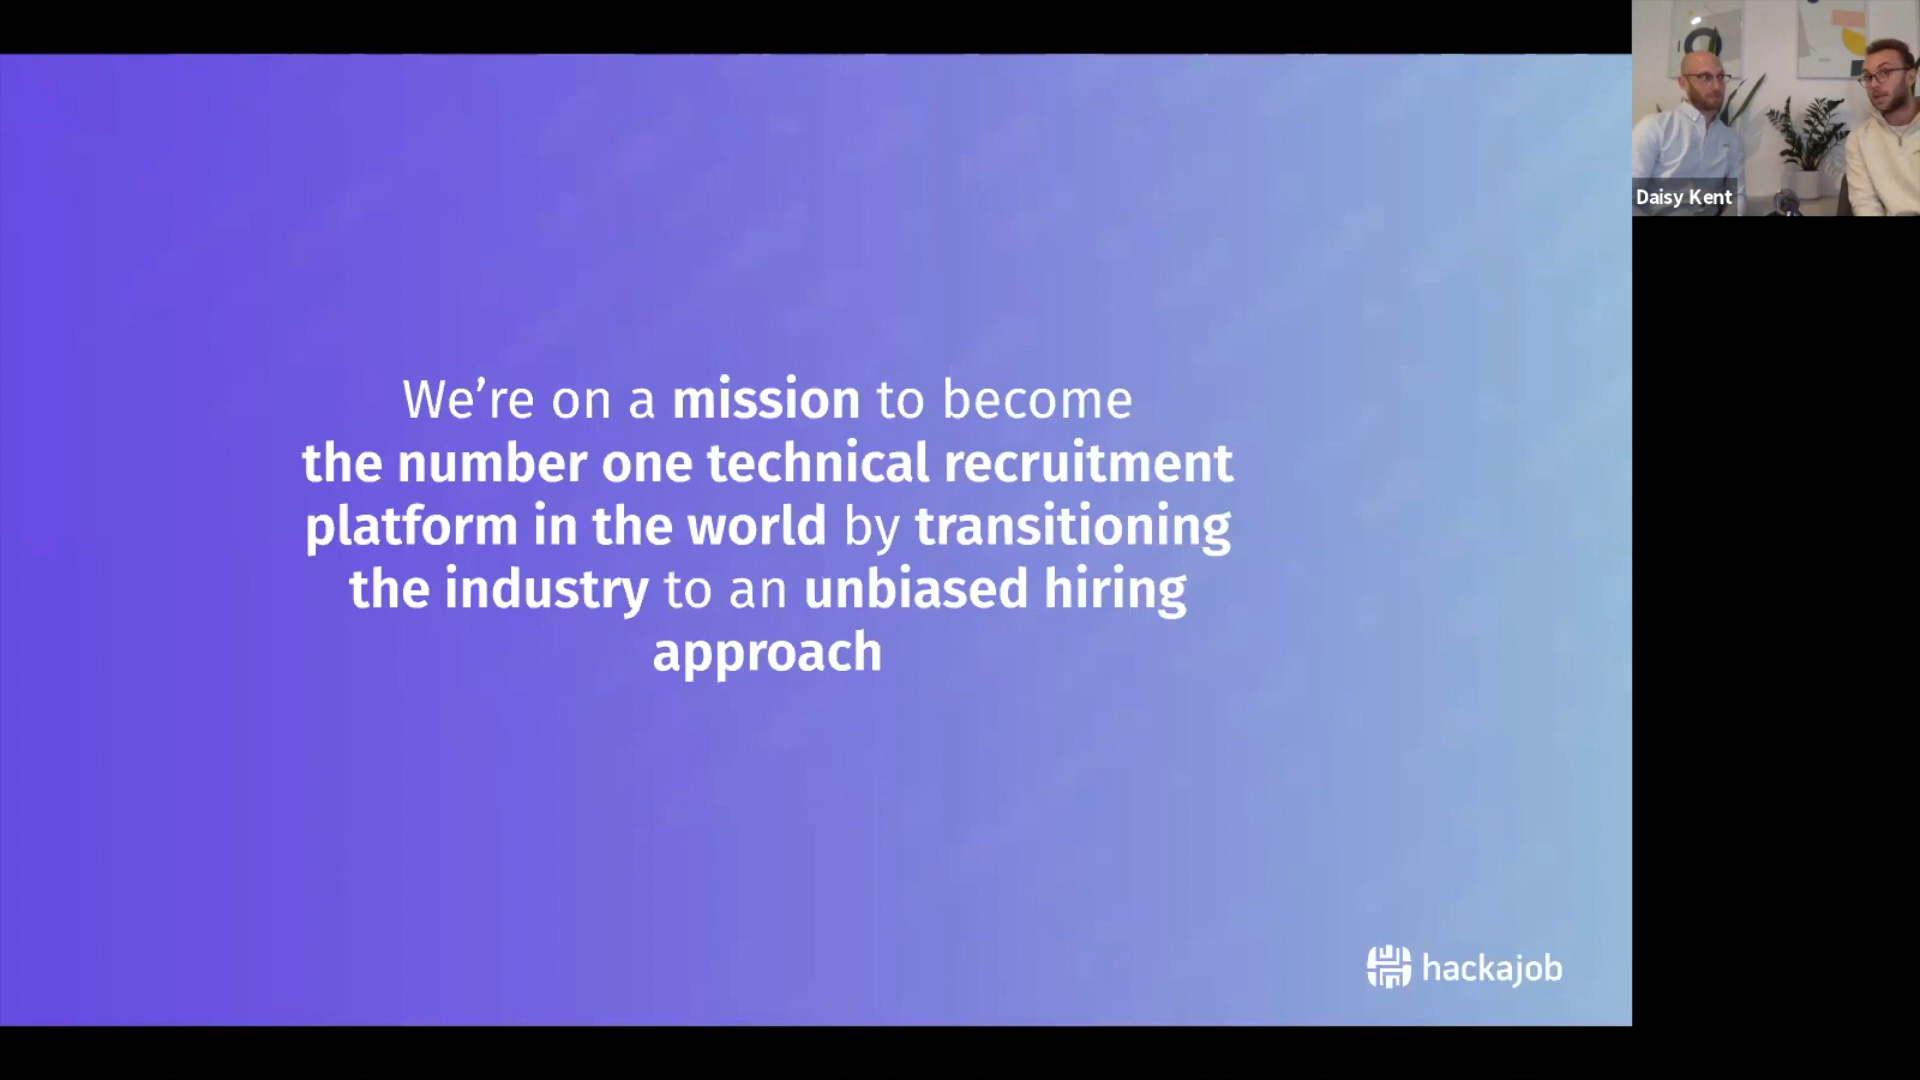 We’re on a mission to become
the number one technical recruitment
platform in the world by transitioning
the industry to an unbiased hiring
approach
hackajob
Daisy Kent